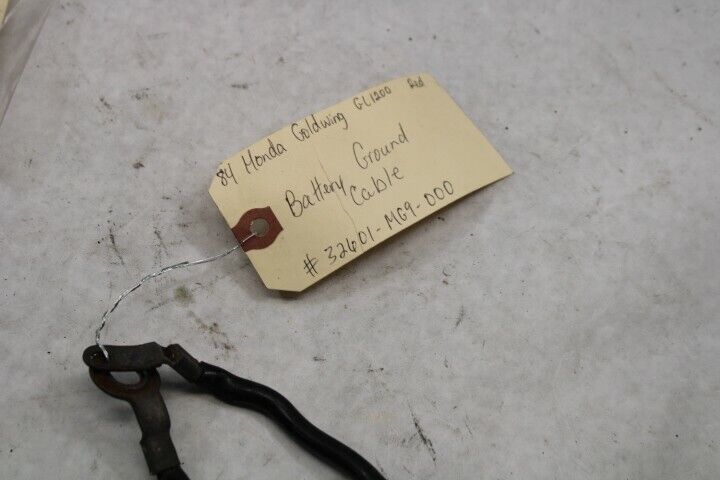 84 Honda Goldwing GL1200 Red
Battery Ground
Cable
# 32601-MG9-000